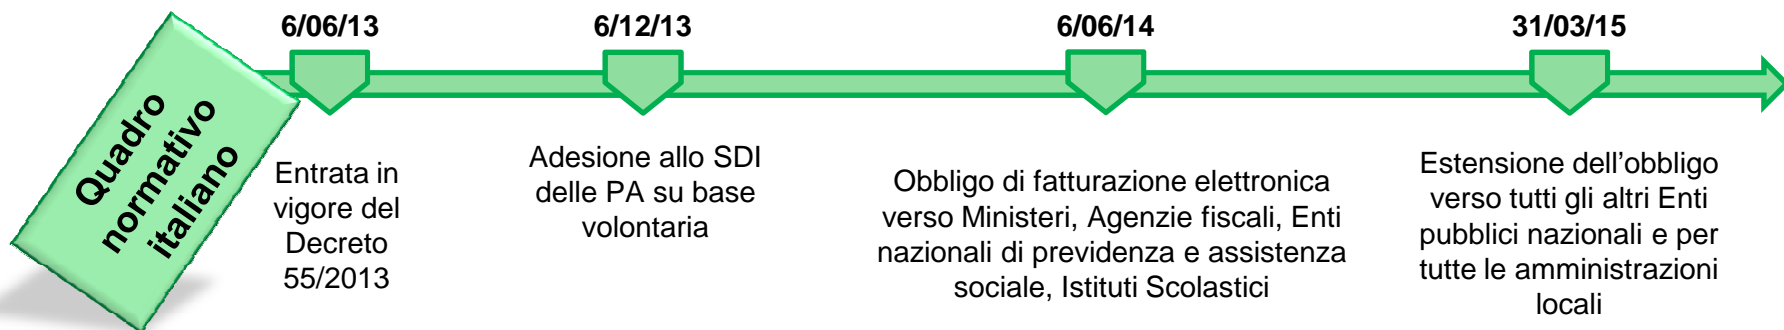 Quadro
normativo
italiano
6/06/13
Entrata in
vigore del
Decreto
55/2013
6/12/13
Adesione allo SDI
delle PA su base
volontaria
6/06/14
Obbligo di fatturazione elettronica
verso Ministeri, Agenzie fiscali, Enti
nazionali di previdenza e assistenza
sociale, Istituti Scolastici
31/03/15
Estensione dell’obbligo
verso tutti gli altri Enti
pubblici nazionali e per
tutte le amministrazioni
locali